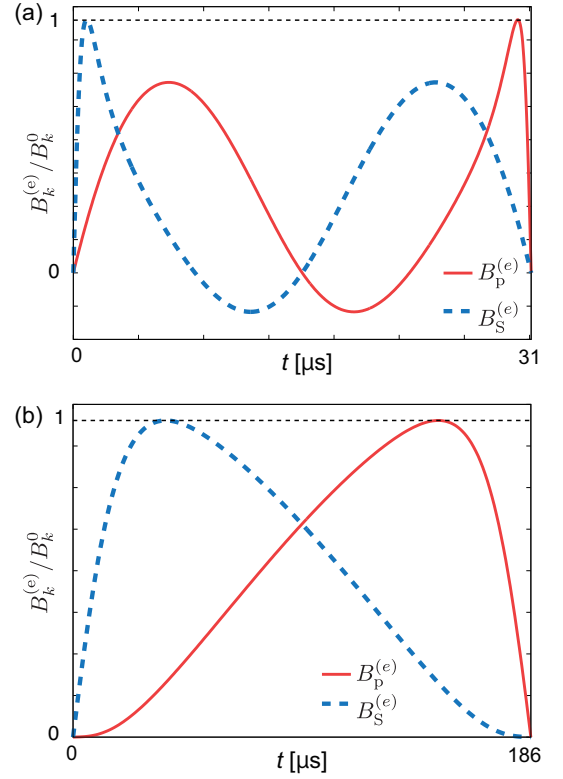 (a)
1
B_k^{(e)}/B_k^0
0
B_p^{(e)}
B_S^{(e)}
0 31
t [μs]
(b)
1
B_k^{(e)}/B_k^0
B_p^{(e)}
B_S^{(e)}
0
0 186
t [μs]